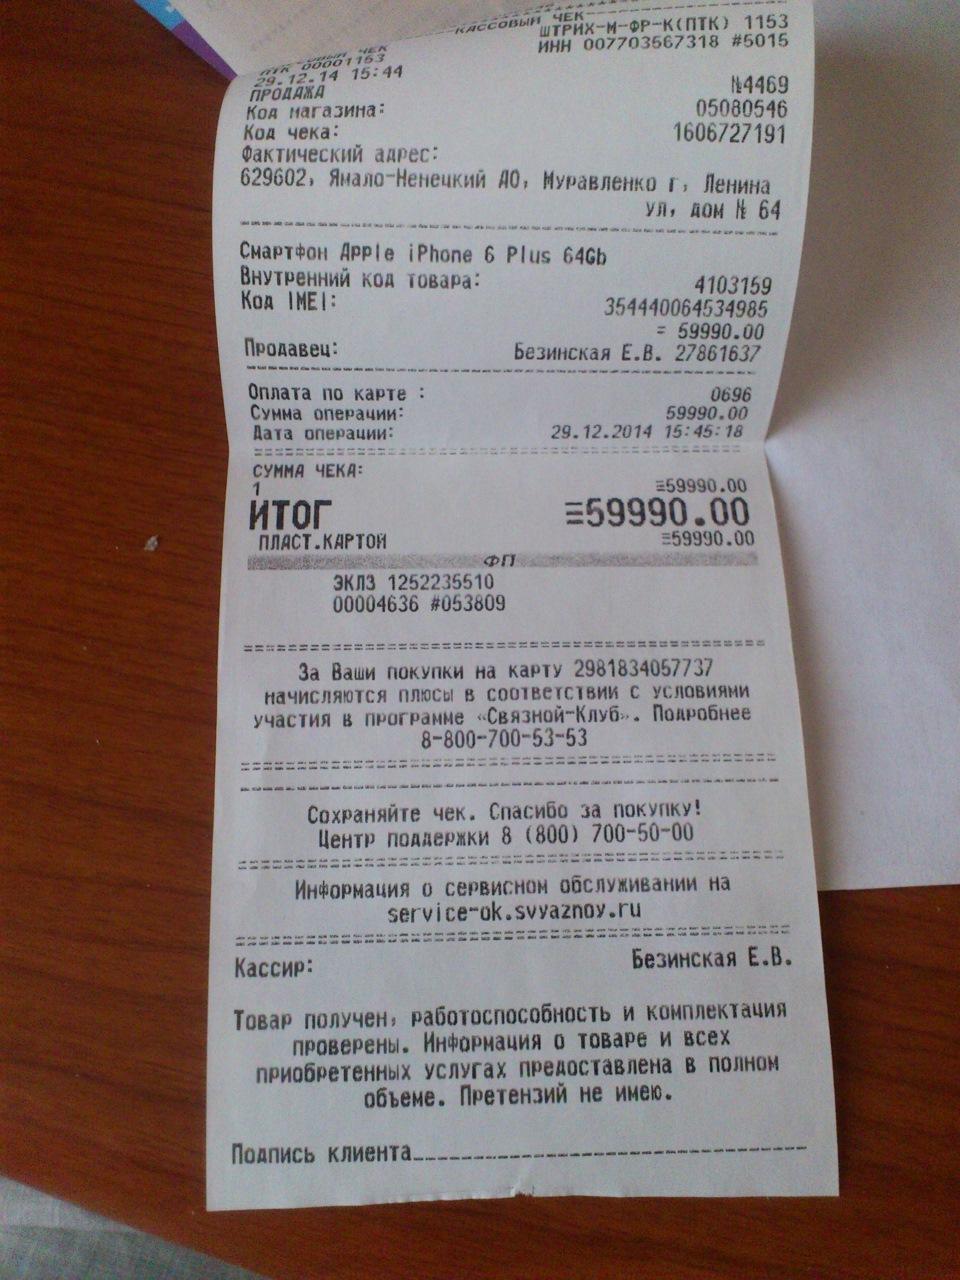 КАССОВЫЙ ЧЕК
ШТРИХ-М-ФР-К(ПТК) 1153
ИНН 007703567318 #5015
ЧЕК
ПТК 00001153
29.12.14 15:44
ПРОДАЖА №4469
Код магазина: 05080546
Код чека: 1606727191
Фактический адрес:
629602, Ямало-Ненецкий АО, Муравленко г, Ленина
ул, дом № 64
Смартфон Apple iPhone 6 Plus 64Gb
Внутренний код товара: 4103159
Код IMEI: 354440064534985
= 59990.00
Продавец: Безинская Е.В. 27861637
Оплата по карте : 0696
Сумма операции: 59990.00
Дата операции: 29.12.2014 15:45:18
СУММА ЧЕКА:
1 ≡59990.00
ИТОГ ≡59990.00
ПЛАСТ.КАРТОЙ ≡59990.00
ФП
ЭКЛЗ 1252235510
00004636 #053809
За Ваши покупки на карту 2981834057737
начисляются плюсы в соответствии с условиями
участия в программе «Связной-Клуб». Подробнее
8-800-700-53-53
Сохраняйте чек. Спасибо за покупку!
Центр поддержки 8 (800) 700-50-00
Информация о сервисном обслуживании на
service-ok.svyaznoy.ru
Кассир: Безинская Е.В.
Товар получен, работоспособность и комплектация
проверены. Информация о товаре и всех
приобретенных услугах предоставлена в полном
объеме. Претензий не имею.
Подпись клиента